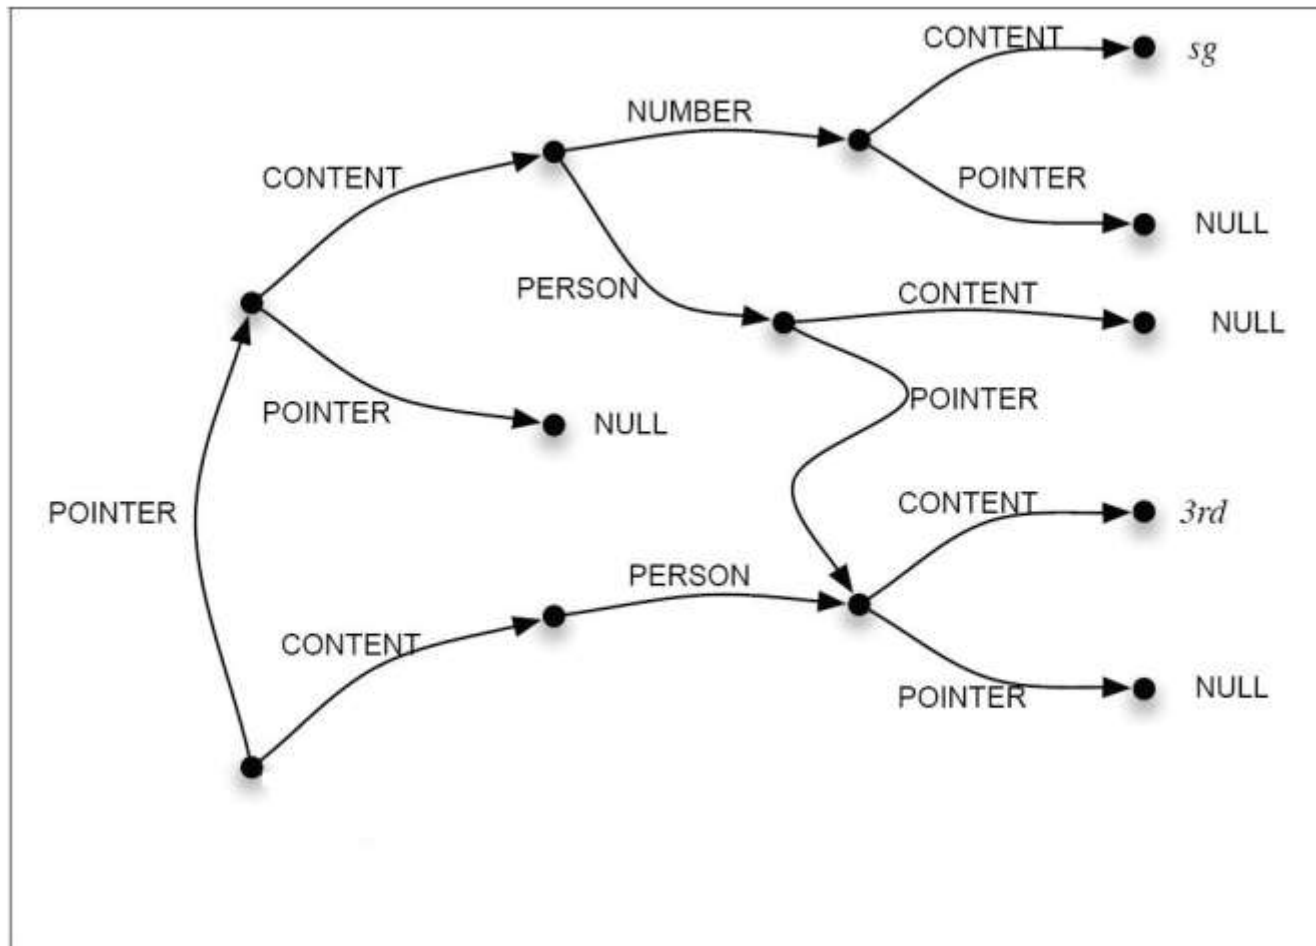 CONTENT
sg
NUMBER
CONTENT
POINTER
NULL
PERSON
CONTENT
NULL
POINTER
POINTER
NULL
POINTER
CONTENT
3rd
PERSON
CONTENT
POINTER
NULL